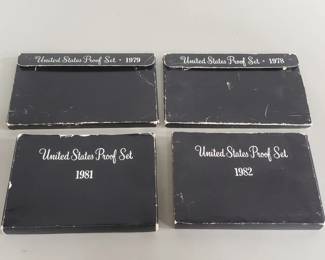 United States Proof Set • 1979
United States Proof Set • 1978
United States Proof Set
1981
United States Proof Set
1982